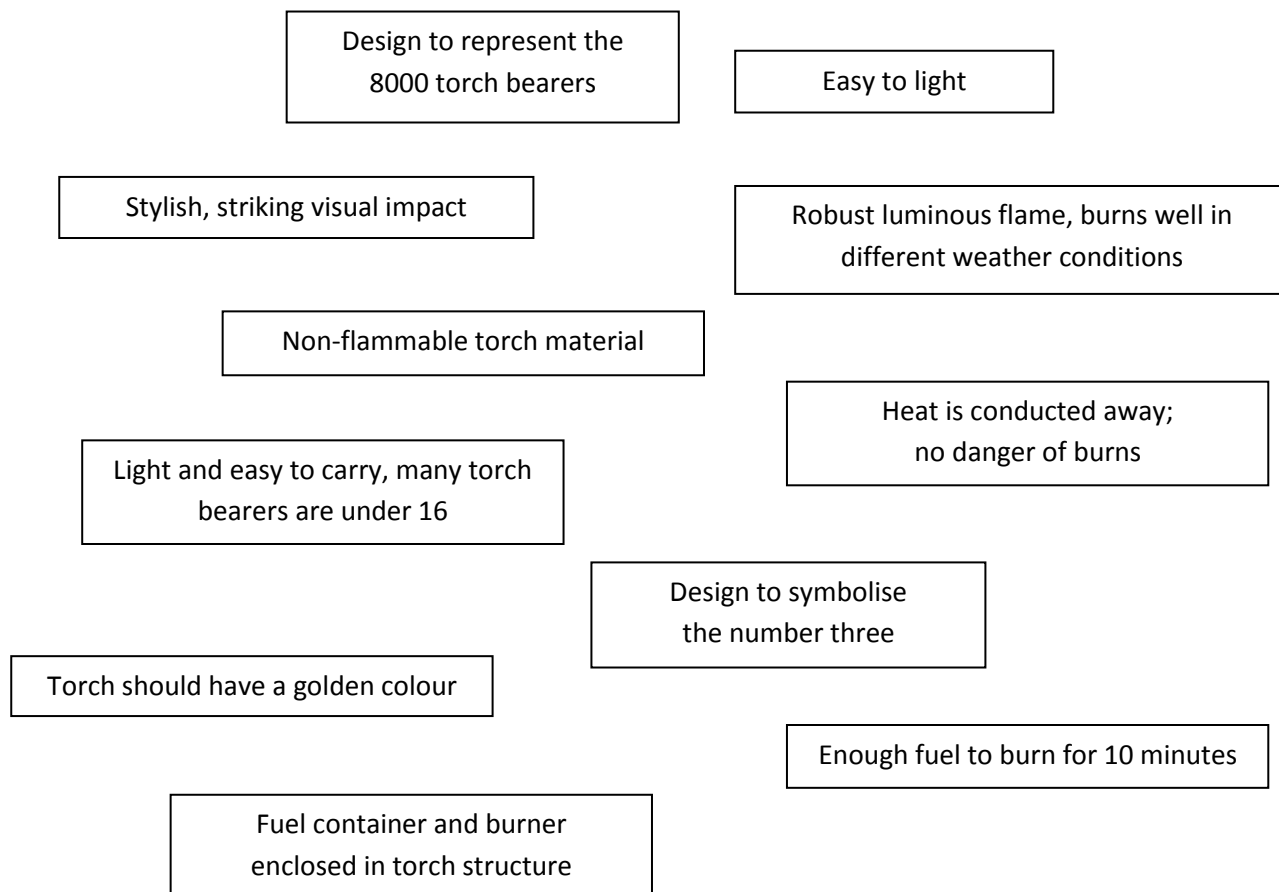 Design to represent the
8000 torch bearers
Easy to light
Stylish, striking visual impact
Robust luminous flame, burns well in
different weather conditions
Non-flammable torch material
Heat is conducted away;
no danger of burns
Light and easy to carry, many torch
bearers are under 16
Design to symbolise
the number three
Torch should have a golden colour
Enough fuel to burn for 10 minutes
Fuel container and burner
enclosed in torch structure